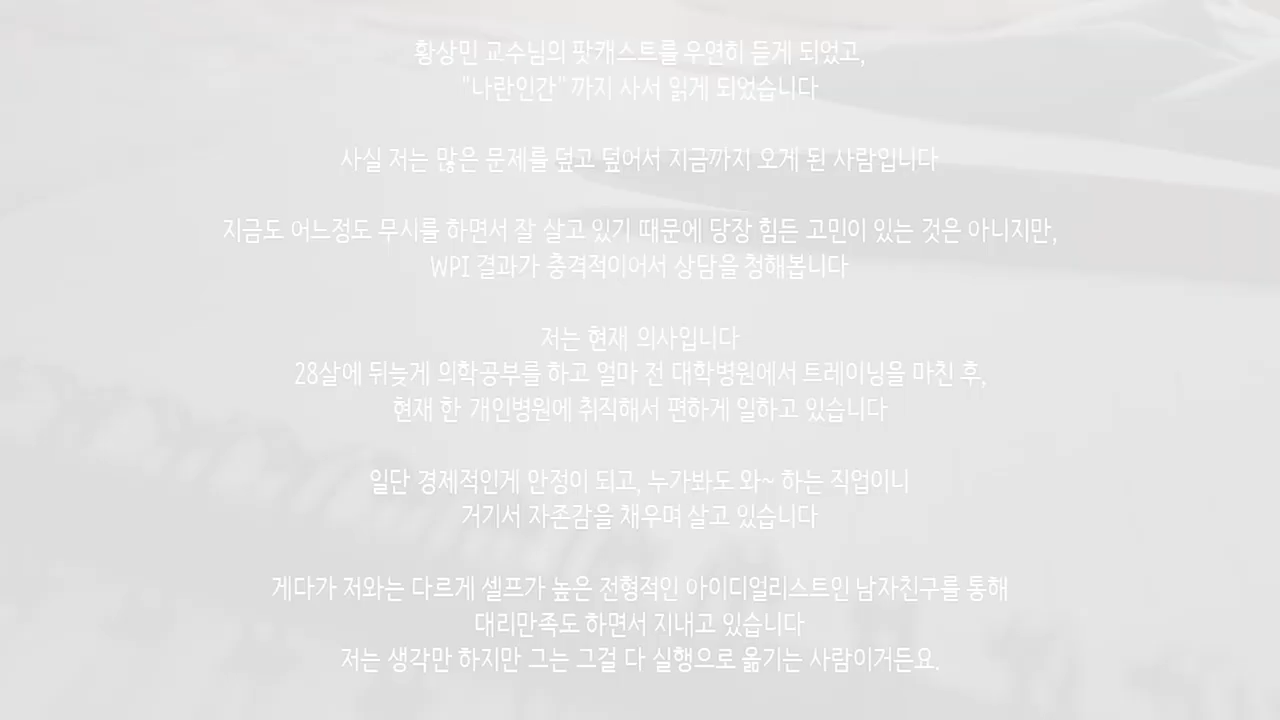 황상민 교수님의 팟캐스트를 우연히 듣게 되었고,
"나란인간" 까지 사서 읽게 되었습니다
사실 저는 많은 문제를 덮고 덮어서 지금까지 오게 된 사람입니다
지금도 어느정도 무시를 하면서 잘 살고 있기 때문에 당장 힘든 고민이 있는 것은 아니지만,
WPI 결과가 충격적이어서 상담을 청해봅니다
저는 현재 의사입니다
28살에 뒤늦게 의학공부를 하고 얼마 전 대학병원에서 트레이닝을 마친 후,
현재 한 개인병원에 취직해서 편하게 일하고 있습니다
일단 경제적인게 안정이 되고, 누가봐도 와~ 하는 직업이니
거기서 자존감을 채우며 살고 있습니다
게다가 저와는 다르게 셀프가 높은 전형적인 아이디얼리스트인 남자친구를 통해
대리만족도 하면서 지내고 있습니다
저는 생각만 하지만 그는 그걸 다 실행으로 옮기는 사람이거든요.